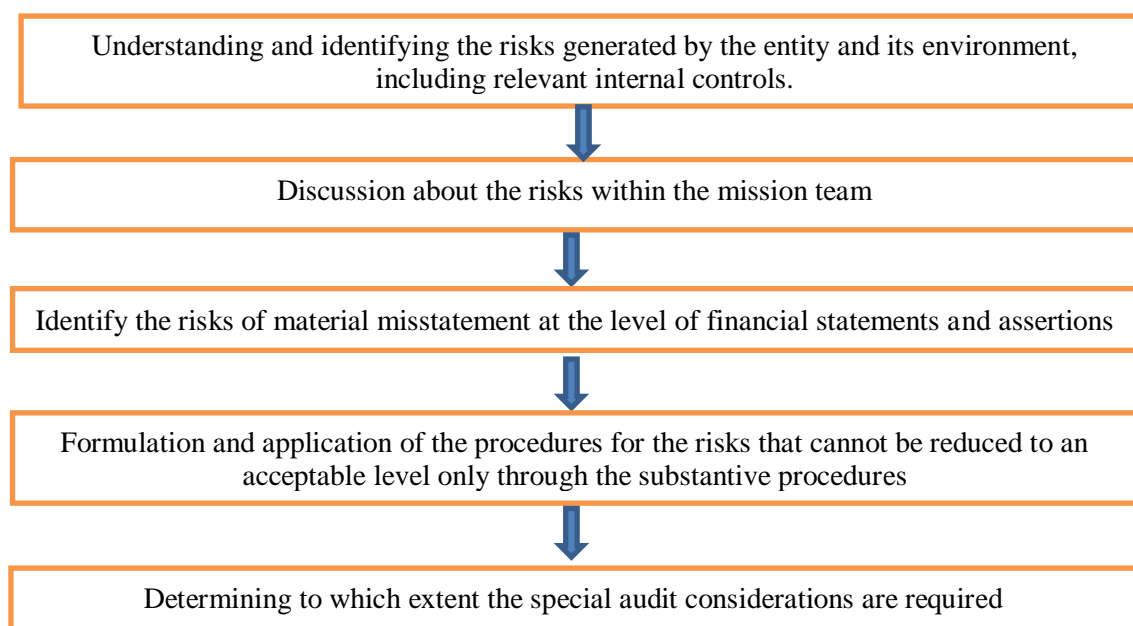 Understanding and identifying the risks generated by the entity and its environment,
including relevant internal controls.
Discussion about the risks within the mission team
Identify the risks of material misstatement at the level of financial statements and assertions
Formulation and application of the procedures for the risks that cannot be reduced to an
acceptable level only through the substantive procedures
Determining to which extent the special audit considerations are required